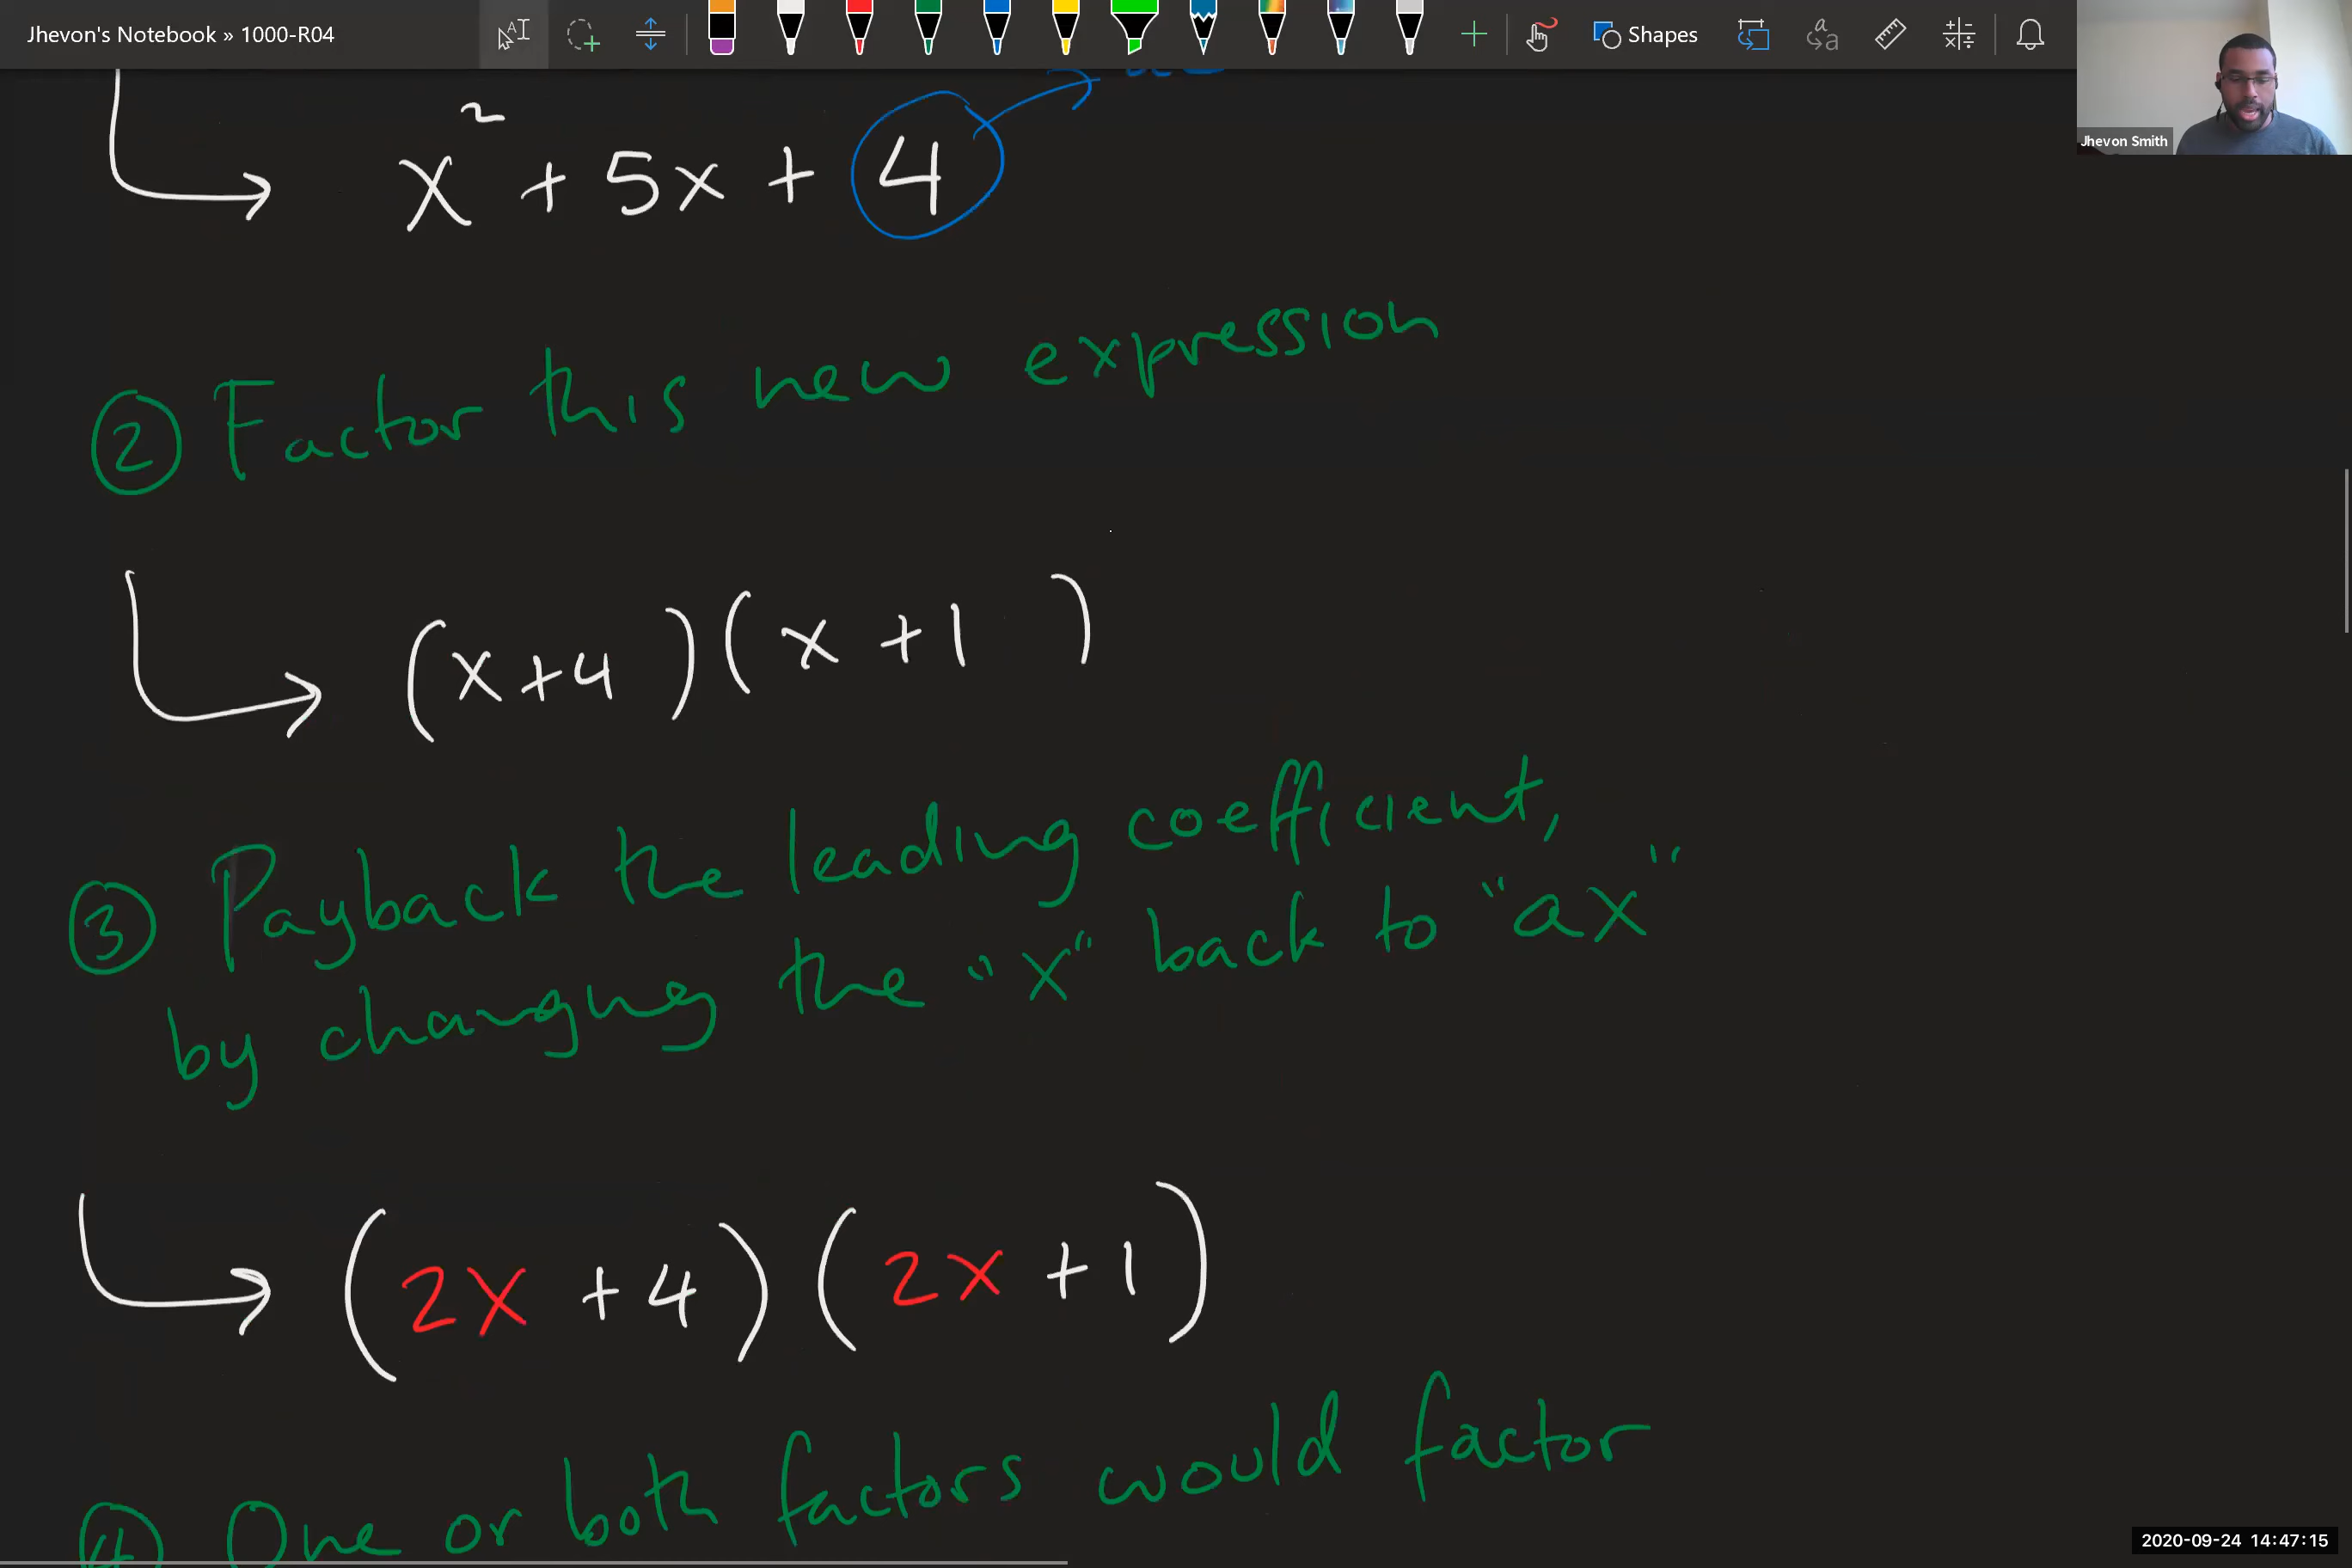 Jhevon's Notebook » 1000-R04
Shapes
Jhevon Smith
x² + 5x + 4
② Factor this new expression
(x+4)(x+1)
③ Payback the leading coefficient,
by changing the "x" back to "ax"
(2x+4)(2x+1)
④ One or both factors would factor
2020-09-24 14:47:15